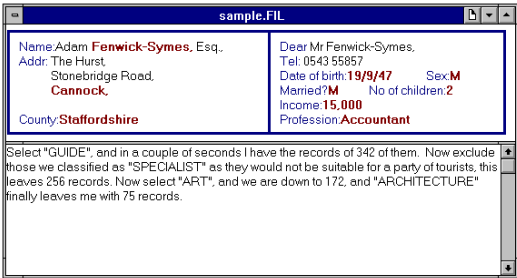 sample.FIL
Name:Adam Fenwick-Symes, Esq.,
Addr: The Hurst,
Stonebridge Road,
Cannock,
County:Staffordshire
Dear Mr Fenwick-Symes,
Tel: 0543 55857
Date of birth:19/9/47 Sex:M
Married?M No of children:2
Income:15,000
Profession:Accountant
Select "GUIDE", and in a couple of seconds I have the records of 342 of them. Now exclude
those we classified as "SPECIALIST" as they would not be suitable for a party of tourists, this
leaves 256 records. Now select "ART", and we are down to 172, and "ARCHITECTURE"
finally leaves me with 75 records.